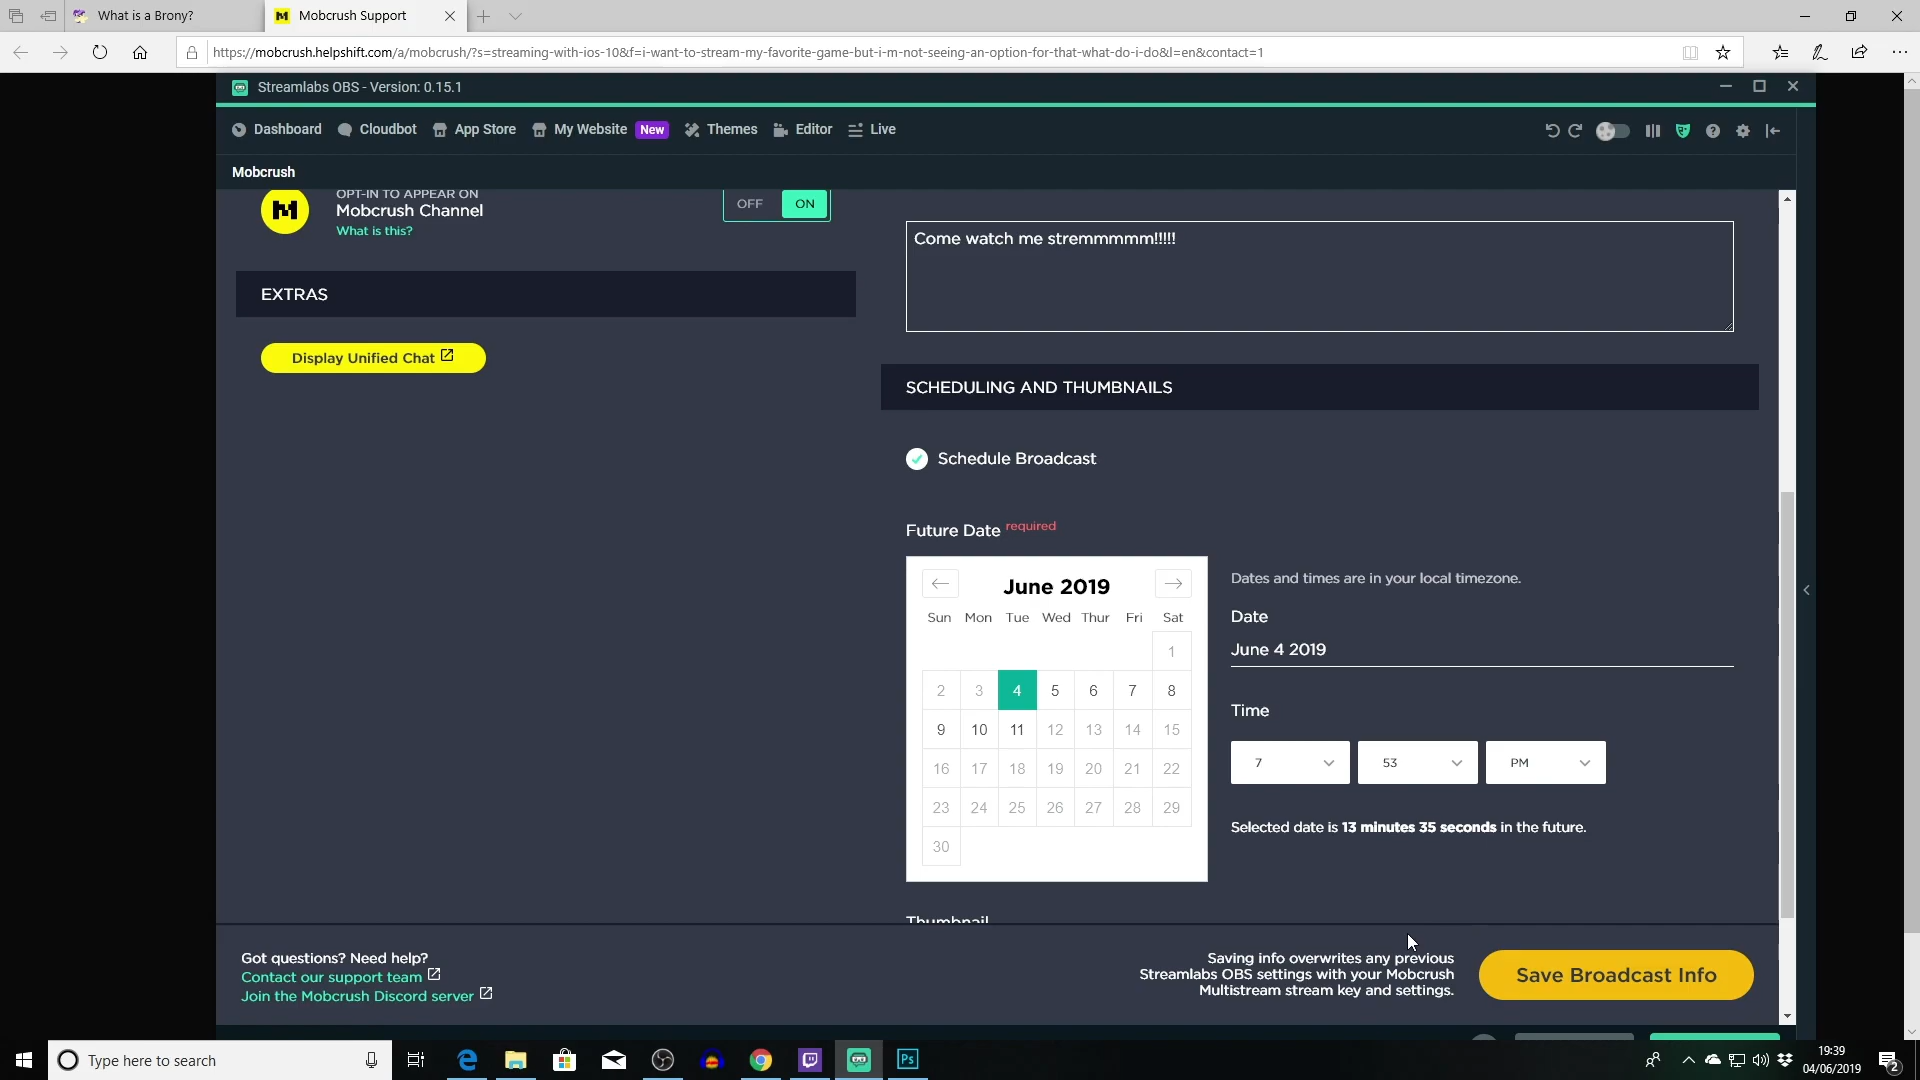 What is a Brony?
Mobcrush Support
https://mobcrush.helpshift.com/a/mobcrush/?s=streaming-with-ios-10&f=i-want-to-stream-my-favorite-game-but-i-m-not-seeing-an-option-for-that-what-do-i-do&l=en&contact=1
Streamlabs OBS - Version: 0.15.1
Dashboard Cloudbot App Store My Website New Themes Editor Live
Mobcrush
OPT-IN TO APPEAR ON
Mobcrush Channel
What is this?
OFF ON
Come watch me stremmmmm!!!!!
EXTRAS
Display Unified Chat
SCHEDULING AND THUMBNAILS
Schedule Broadcast
Future Date required
June 2019
Sun Mon Tue Wed Thur Fri Sat
1
2 3 4 5 6 7 8
9 10 11 12 13 14 15
16 17 18 19 20 21 22
23 24 25 26 27 28 29
30
Dates and times are in your local timezone.
Date
June 4 2019
Time
7 53 PM
Selected date is 13 minutes 35 seconds in the future.
Thumbnail
Got questions? Need help?
Contact our support team
Join the Mobcrush Discord server
Saving info overwrites any previous
Streamlabs OBS settings with your Mobcrush
Multistream stream key and settings.
Save Broadcast Info
Type here to search
Ps
19:39
04/06/2019
2